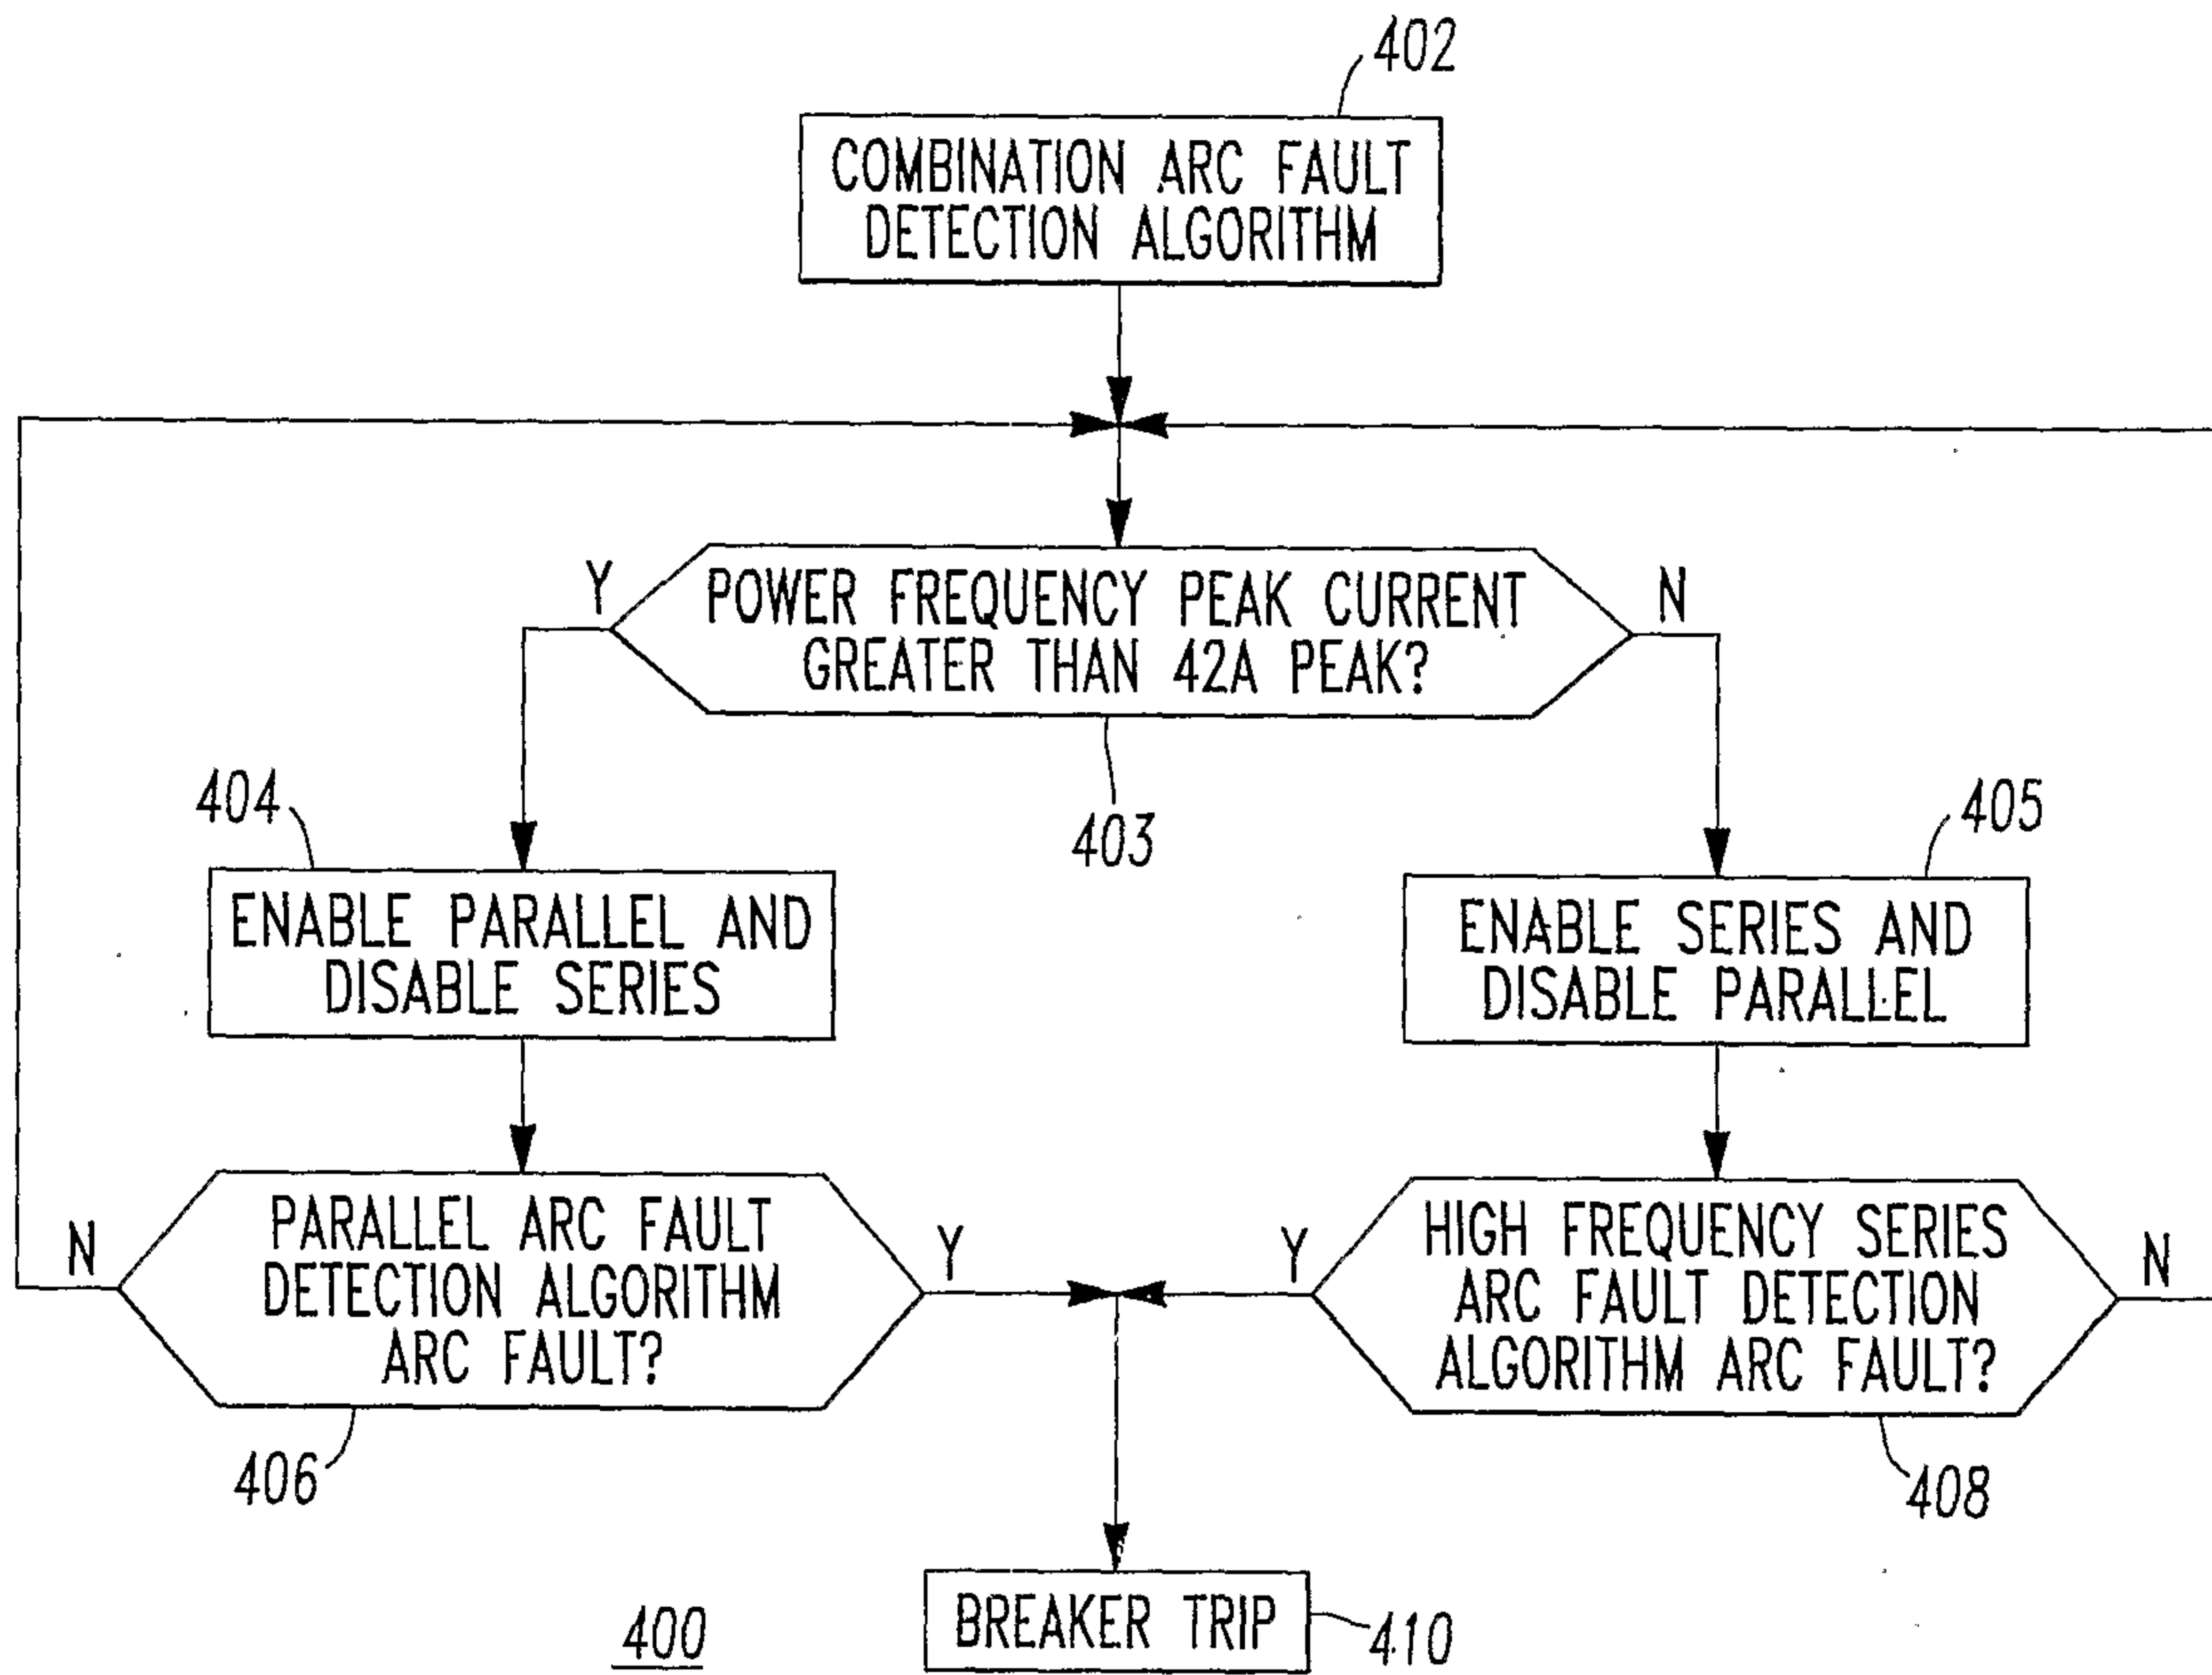 402
COMBINATION ARC FAULT
DETECTION ALGORITHM
Y
POWER FREQUENCY PEAK CURRENT
GREATER THAN 42A PEAK?
N
403
404
ENABLE PARALLEL AND
DISABLE SERIES
405
ENABLE SERIES AND
DISABLE PARALLEL
N
PARALLEL ARC FAULT
DETECTION ALGORITHM
ARC FAULT?
Y
406
Y
HIGH FREQUENCY SERIES
ARC FAULT DETECTION
ALGORITHM ARC FAULT?
N
408
400
BREAKER TRIP
410